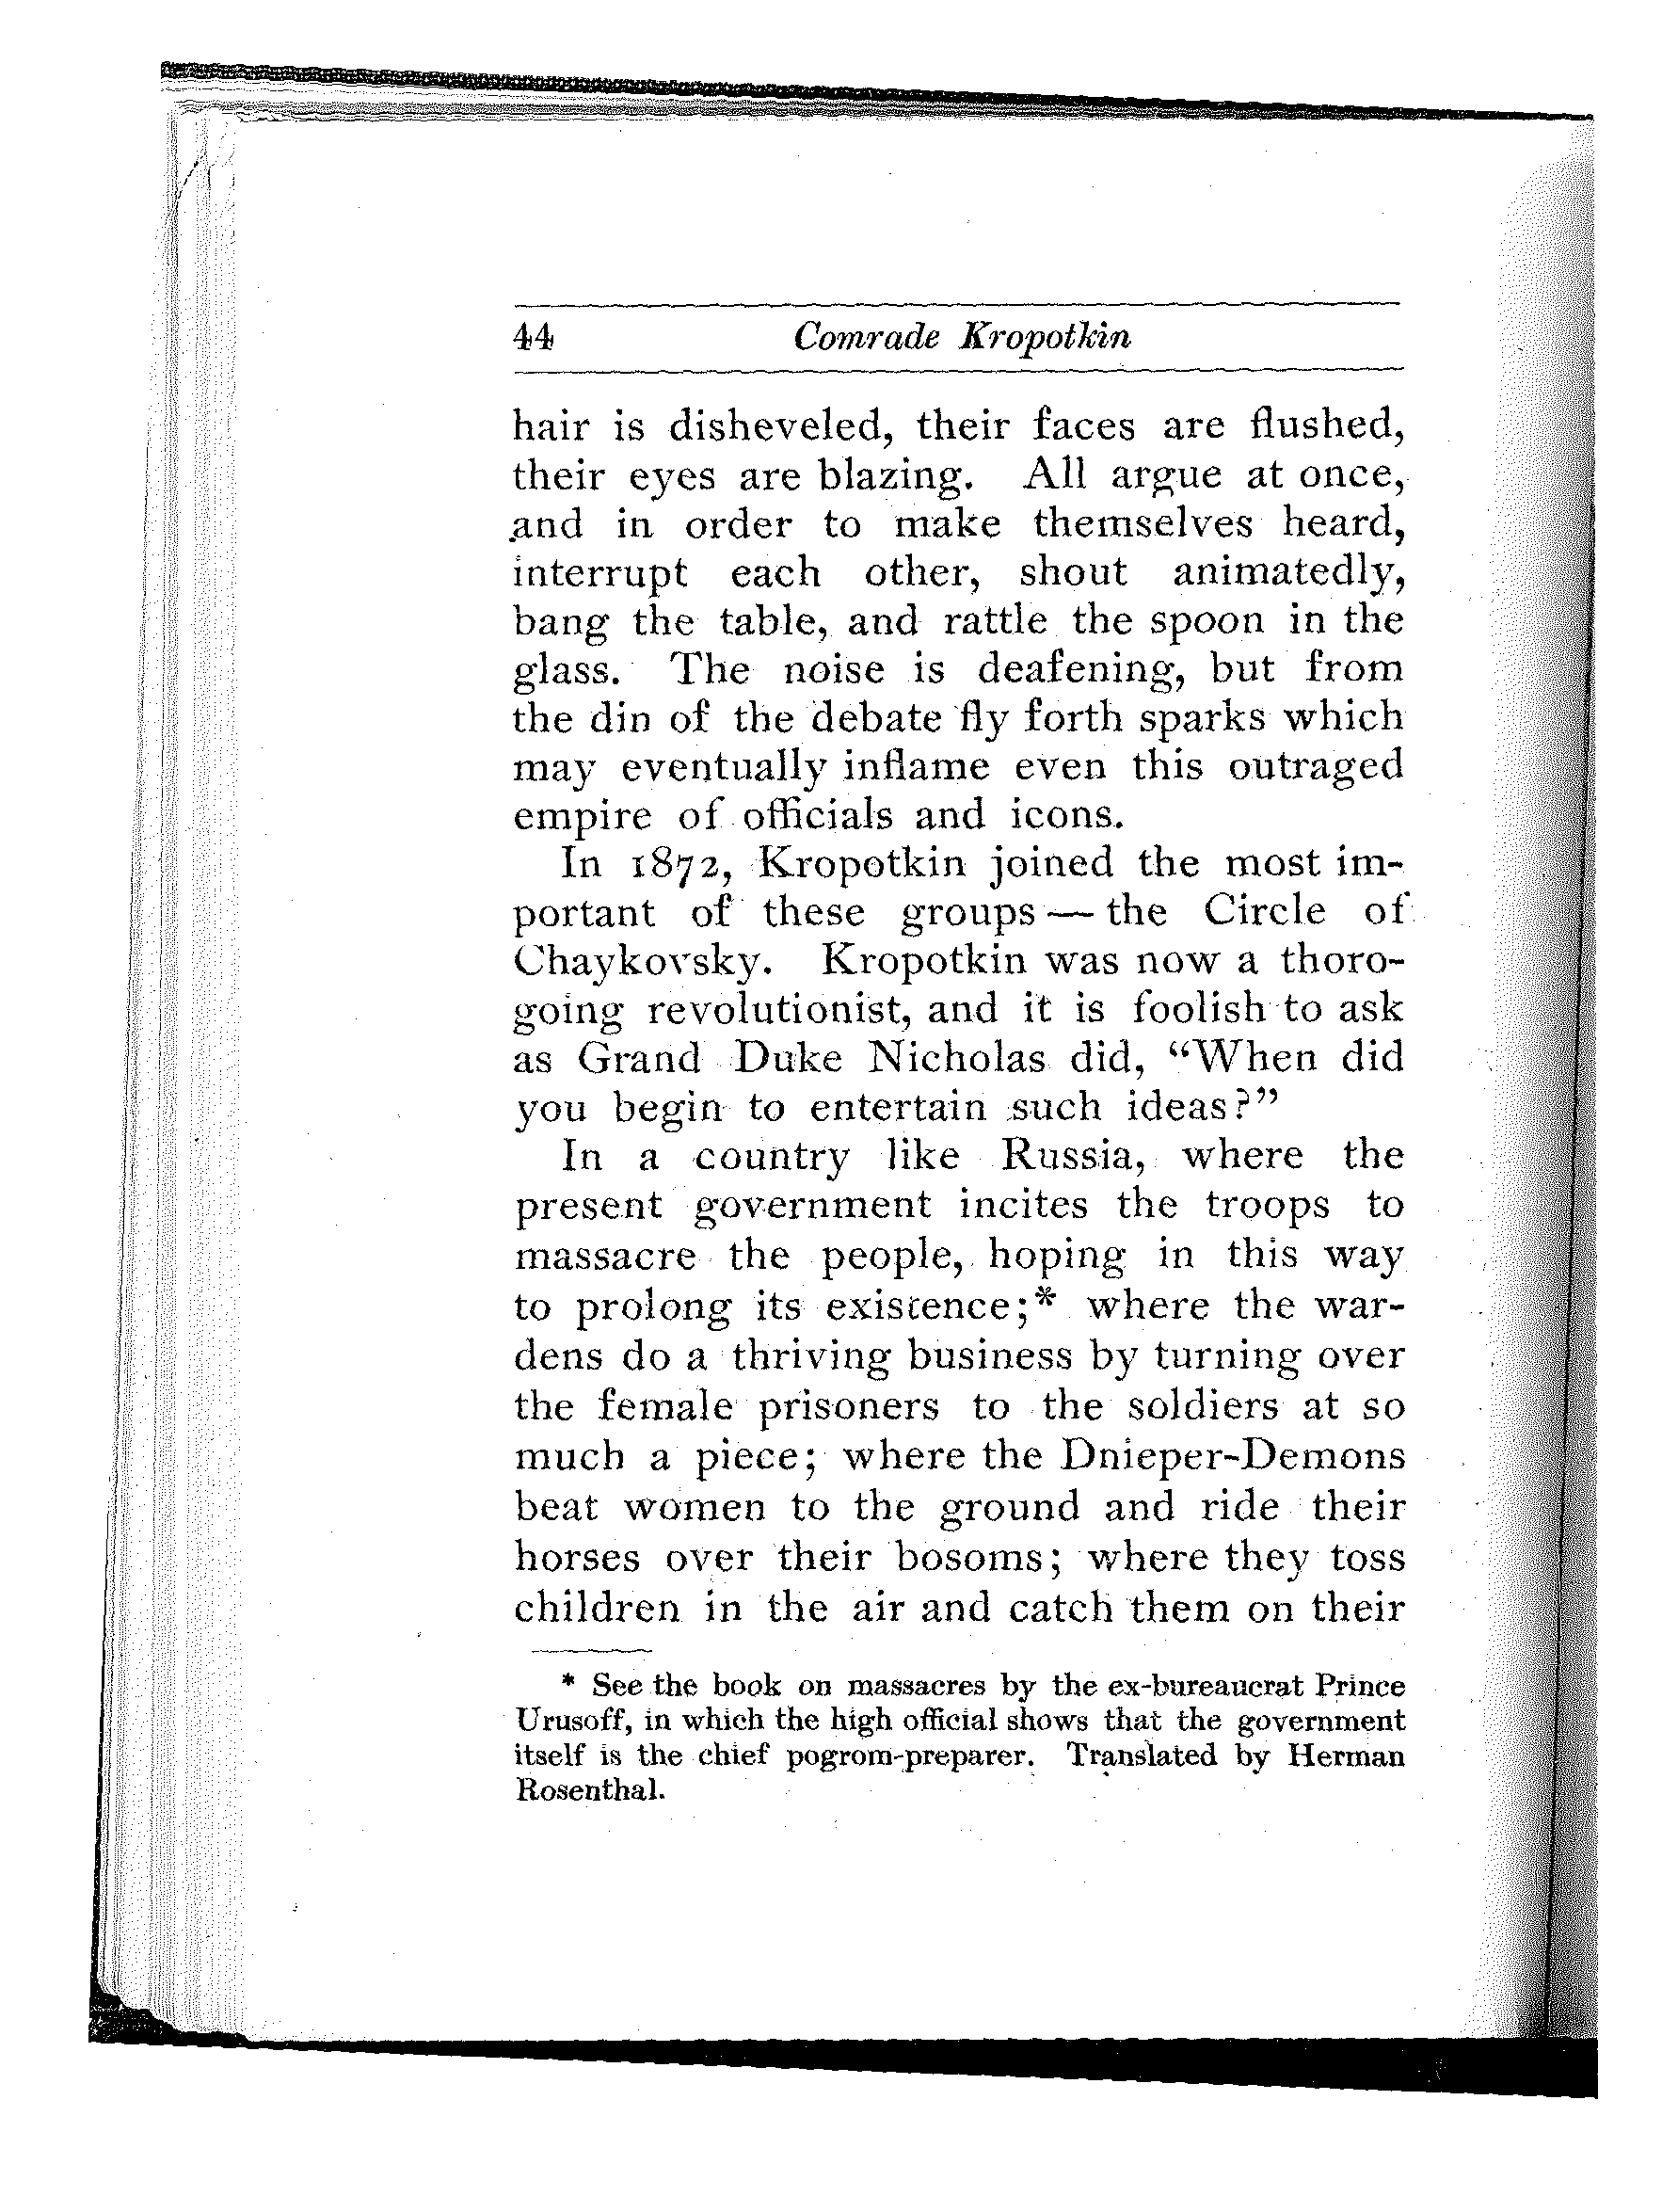 44 Comrade Kropotkin
hair is disheveled, their faces are flushed,
their eyes are blazing. All argue at once,
and in order to make themselves heard,
interrupt each other, shout animatedly,
bang the table, and rattle the spoon in the
glass. The noise is deafening, but from
the din of the debate fly forth sparks which
may eventually inflame even this outraged
empire of officials and icons.
In 1872, Kropotkin joined the most im-
portant of these groups — the Circle of
Chaykovsky. Kropotkin was now a thoro-
going revolutionist, and it is foolish to ask
as Grand Duke Nicholas did, “When did
you begin to entertain such ideas?”
In a country like Russia, where the
present government incites the troops to
massacre the people, hoping in this way
to prolong its existence;* where the war-
dens do a thriving business by turning over
the female prisoners to the soldiers at so
much a piece; where the Dnieper-Demons
beat women to the ground and ride their
horses over their bosoms; where they toss
children in the air and catch them on their
* See the book on massacres by the ex-bureaucrat Prince
Urusoff, in which the high official shows that the government
itself is the chief pogrom-preparer. Translated by Herman
Rosenthal.